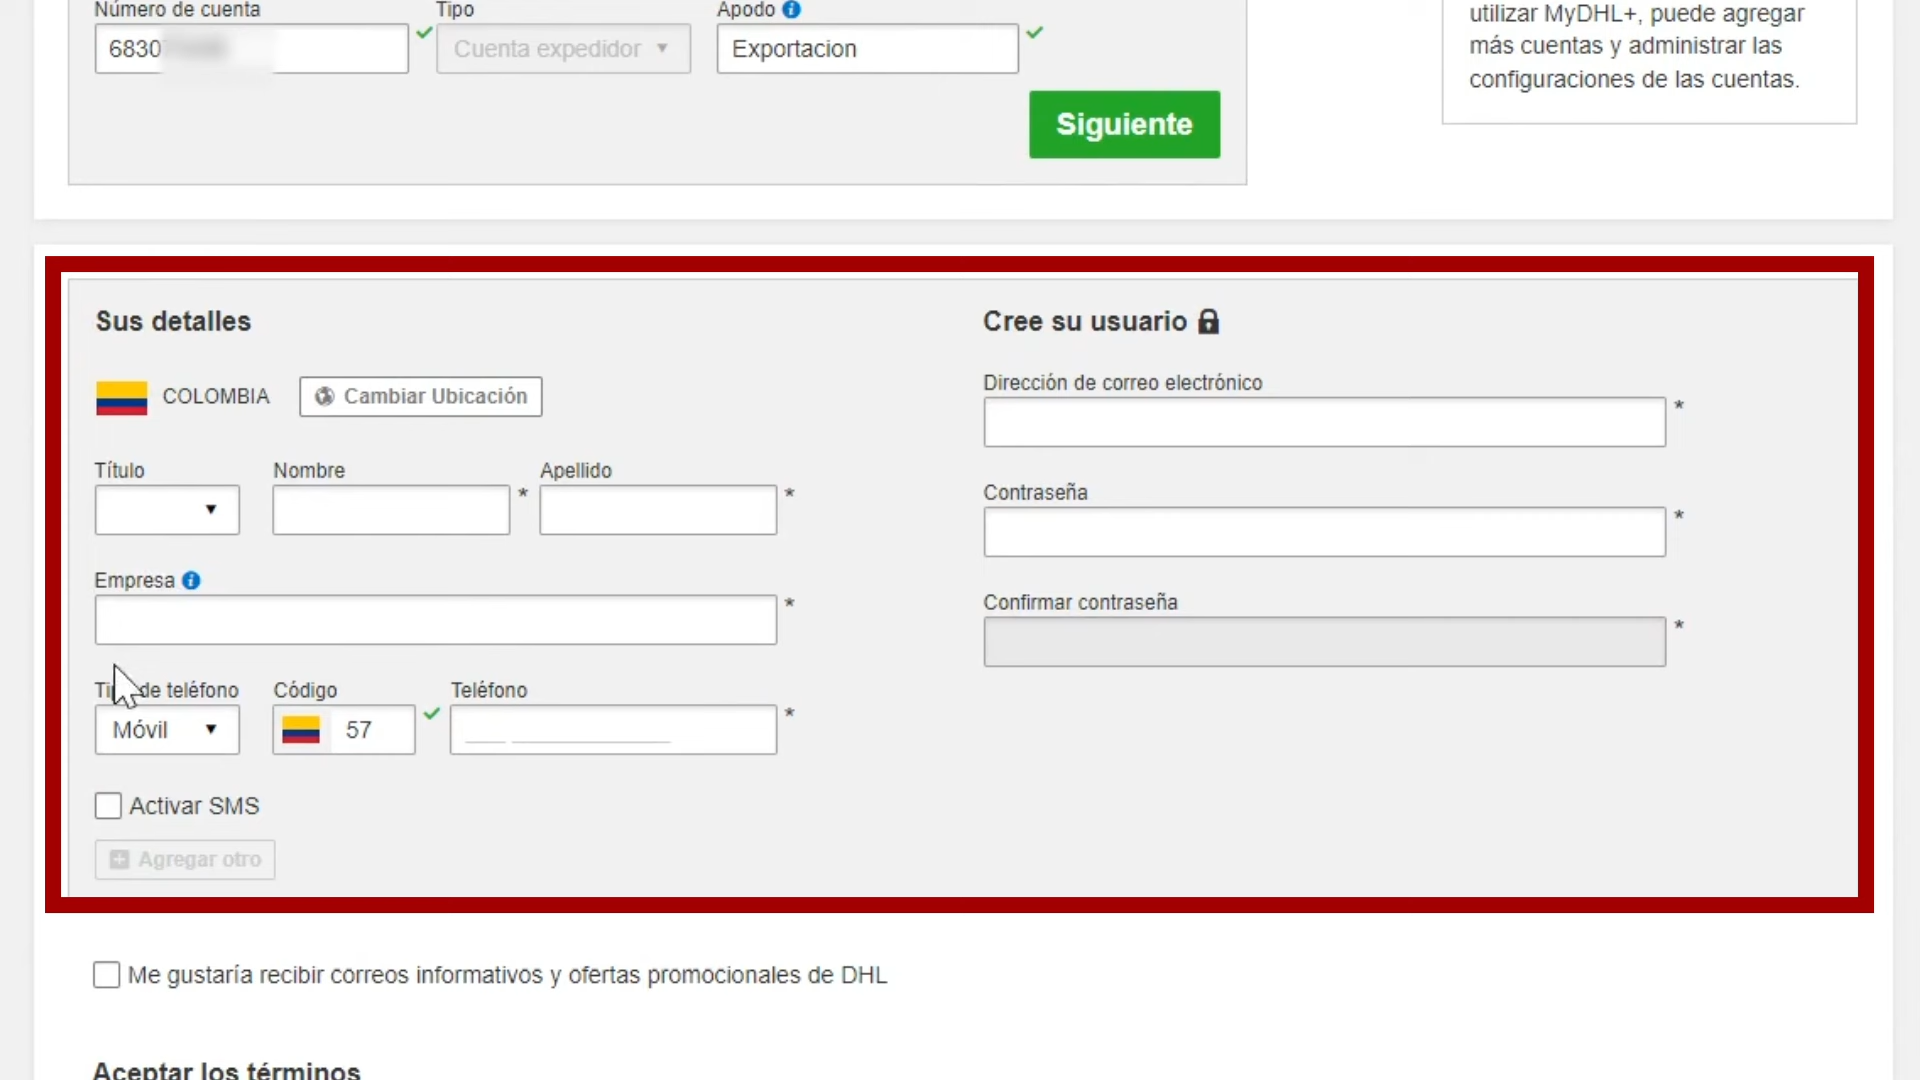 Número de cuenta
Tipo
Apodo
6830
Cuenta expedidor
Exportacion
Siguiente
utilizar MyDHL+, puede agregar
más cuentas y administrar las
configuraciones de las cuentas.
Sus detalles
COLOMBIA
Cambiar Ubicación
Título
Nombre
Apellido
*
*
Empresa
*
Tipo de teléfono
Código
Teléfono
Móvil
57
*
Activar SMS
Agregar otro
Cree su usuario
Dirección de correo electrónico
*
Contraseña
*
Confirmar contraseña
*
Me gustaría recibir correos informativos y ofertas promocionales de DHL
Aceptar los términos